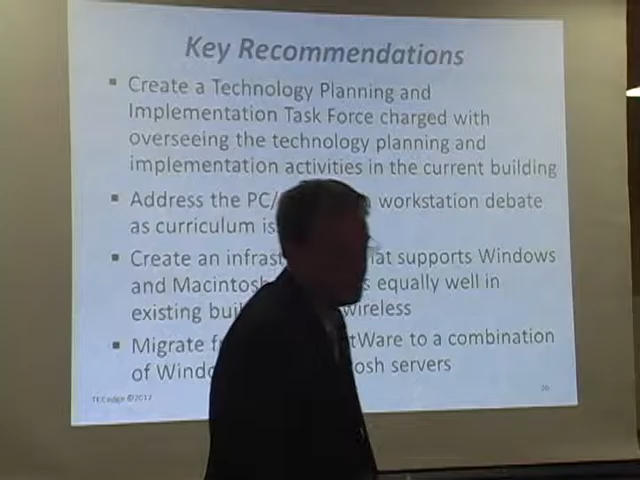 Key Recommendations
Create a Technology Planning and
Implementation Task Force charged with
overseeing the technology planning and
implementation activities in the current building
Address the PC/ workstation debate
as curriculum is
Create an infras at supports Windows
and Macintosh s equally well in
existing bui wireless
Migrate f tWare to a combination
of Windo osh servers